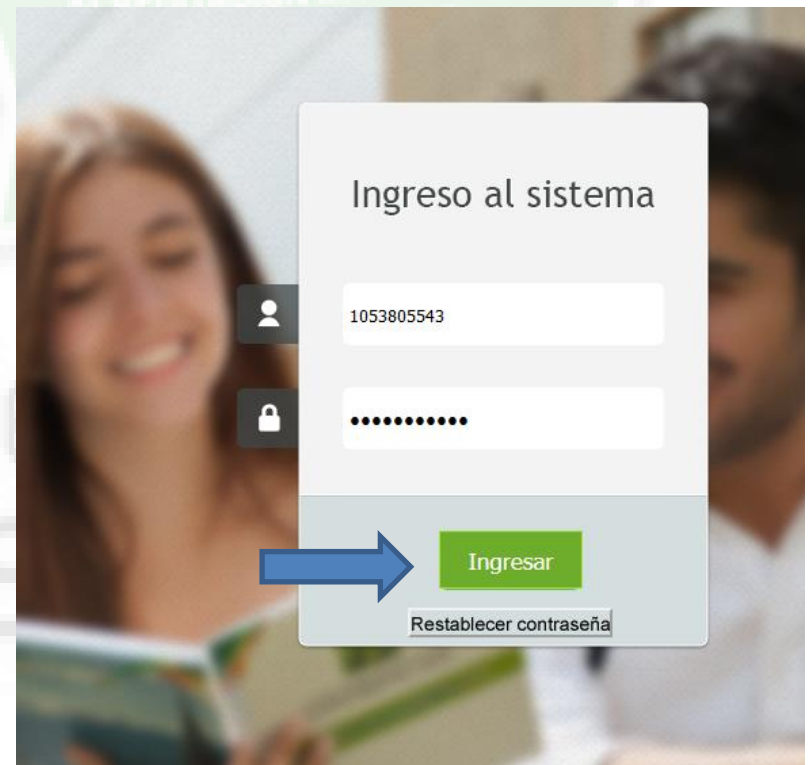 Ingreso al sistema
1053805543
•••••••••••
Ingresar
Restablecer contraseña